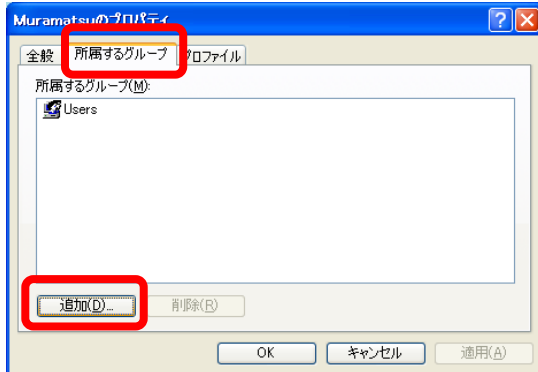 Muramatsuのプロパティ
全般 所属するグループ プロファイル
所属するグループ(M):
Users
追加(D)... 削除(R)
OK キャンセル 適用(A)